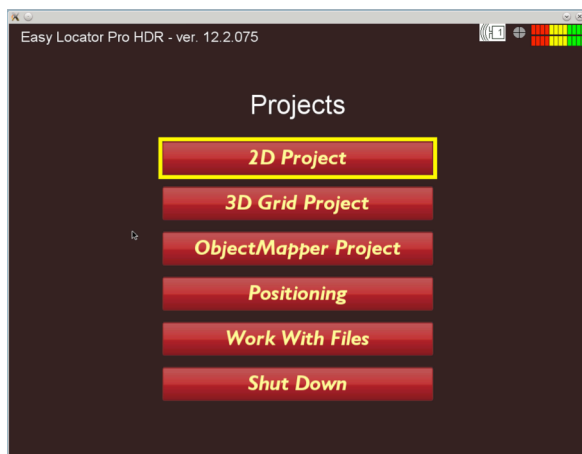 Easy Locator Pro HDR - ver. 12.2.075
1
Projects
2D Project
3D Grid Project
ObjectMapper Project
Positioning
Work With Files
Shut Down